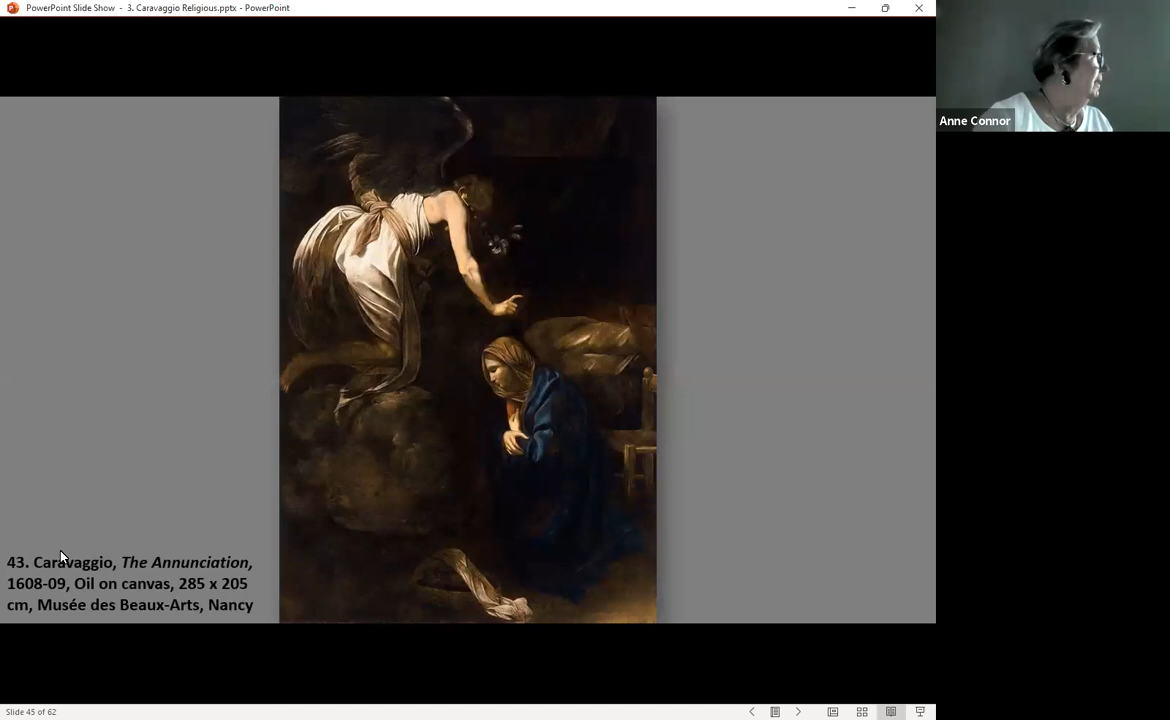 PowerPoint Slide Show - 3. Caravaggio Religious.pptx - PowerPoint
Anne Connor
43. Caravaggio, The Annunciation,
1608-09, Oil on canvas, 285 x 205
cm, Musée des Beaux-Arts, Nancy
Slide 45 of 62